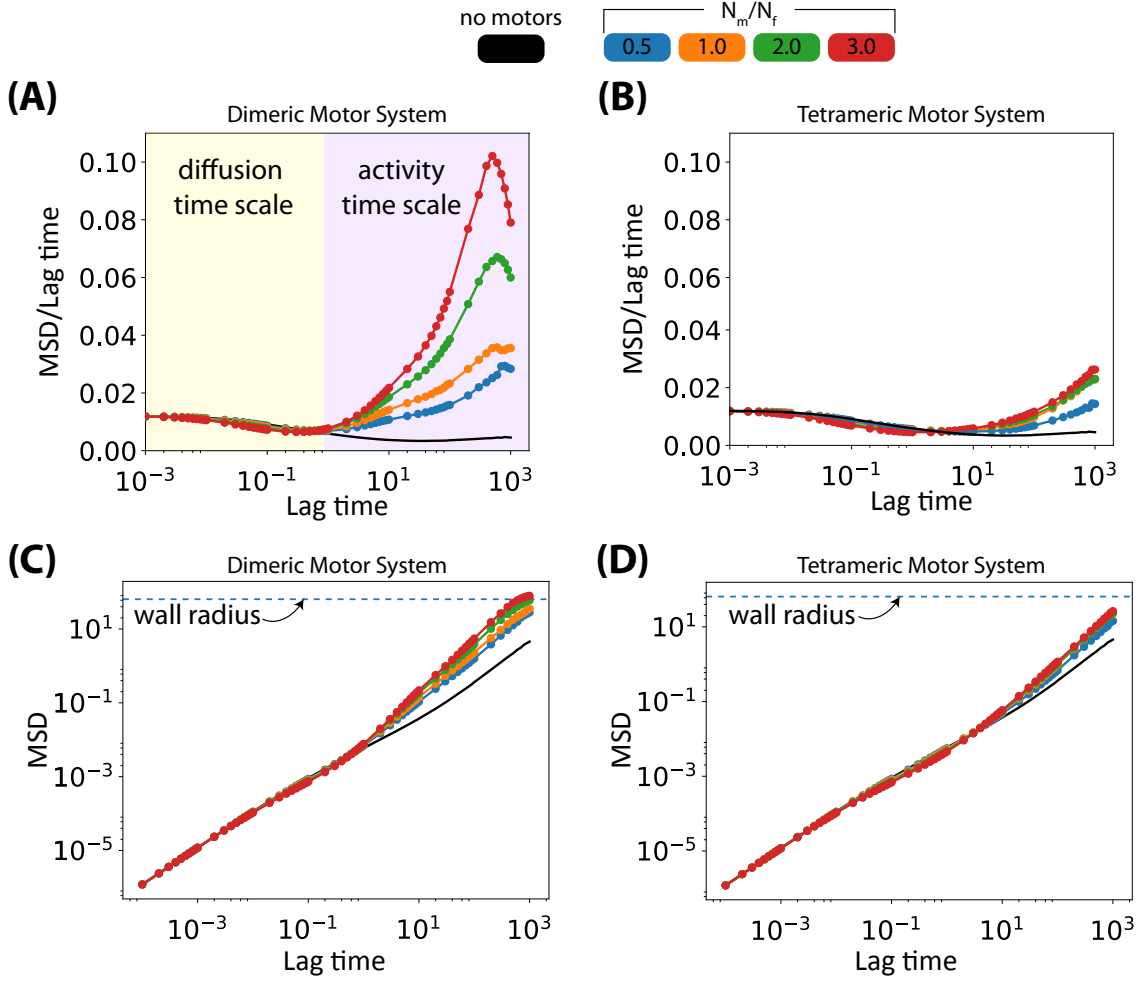 no motors
N_m/N_f
0.5 1.0 2.0 3.0
(A)
Dimeric Motor System
diffusion
time scale
activity
time scale
MSD/Lag time
0.10
0.08
0.06
0.04
0.02
0.00
10^-3 10^-1 10^1 10^3
Lag time
(B)
Tetrameric Motor System
MSD/Lag time
0.10
0.08
0.06
0.04
0.02
0.00
10^-3 10^-1 10^1 10^3
Lag time
(C)
Dimeric Motor System
wall radius
MSD
10^1
10^-1
10^-3
10^-5
10^-3 10^-1 10^1 10^3
Lag time
(D)
Tetrameric Motor System
wall radius
MSD
10^1
10^-1
10^-3
10^-5
10^-3 10^-1 10^1 10^3
Lag time